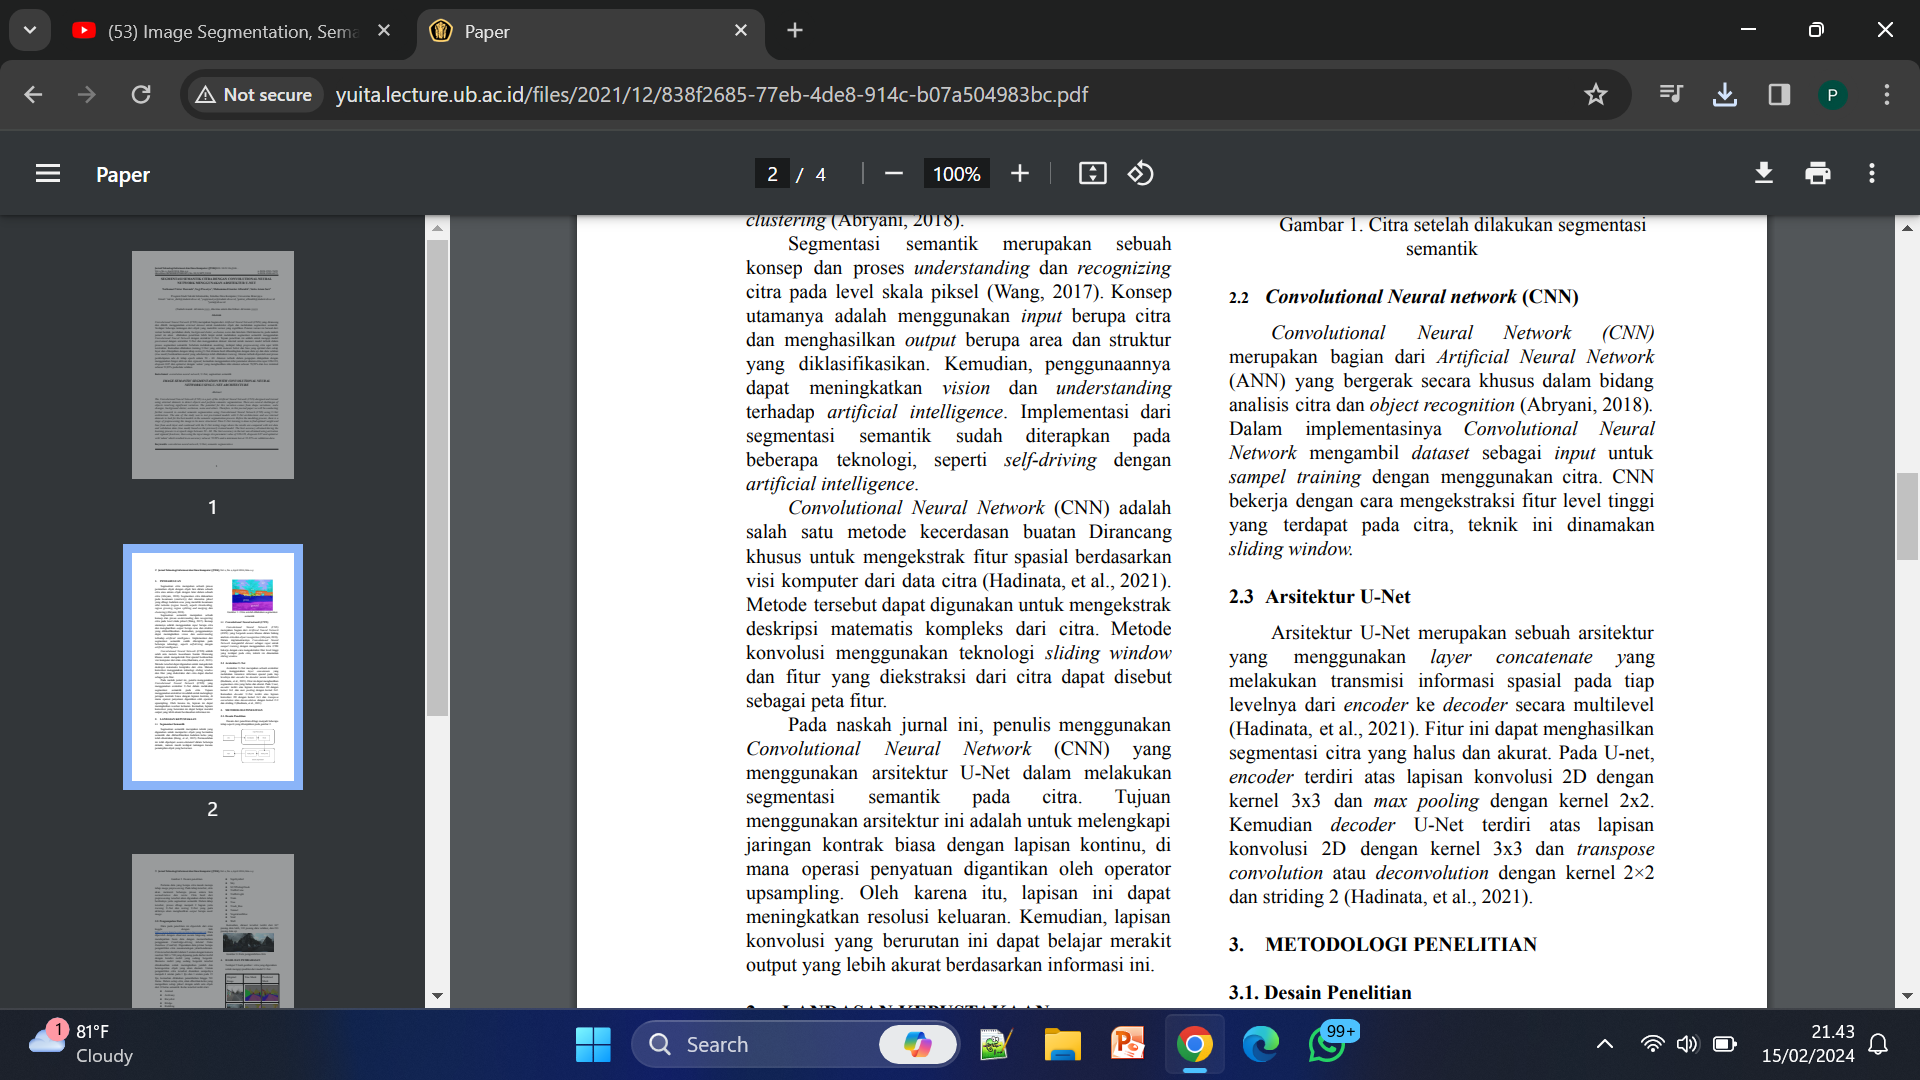 (53) Image Segmentation, Sema
Paper
Not secure
yuita.lecture.ub.ac.id/files/2021/12/838f2685-77eb-4de8-914c-b07a504983bc.pdf
P
Paper
2 / 4
100%
1
2
clustering (Abryani, 2018).
Segmentasi semantik merupakan sebuah
konsep dan proses understanding dan recognizing
citra pada level skala piksel (Wang, 2017). Konsep
utamanya adalah menggunakan input berupa citra
dan menghasilkan output berupa area dan struktur
yang diklasifikasikan. Kemudian, penggunaannya
dapat meningkatkan vision dan understanding
terhadap artificial intelligence. Implementasi dari
segmentasi semantik sudah diterapkan pada
beberapa teknologi, seperti self-driving dengan
artificial intelligence.
Convolutional Neural Network (CNN) adalah
salah satu metode kecerdasan buatan Dirancang
khusus untuk mengekstrak fitur spasial berdasarkan
visi komputer dari data citra (Hadinata, et al., 2021).
Metode tersebut dapat digunakan untuk mengekstrak
deskripsi matematis kompleks dari citra. Metode
konvolusi menggunakan teknologi sliding window
dan fitur yang diekstraksi dari citra dapat disebut
sebagai peta fitur.
Pada naskah jurnal ini, penulis menggunakan
Convolutional Neural Network (CNN) yang
menggunakan arsitektur U-Net dalam melakukan
segmentasi semantik pada citra. Tujuan
menggunakan arsitektur ini adalah untuk melengkapi
jaringan kontrak biasa dengan lapisan kontinu, di
mana operasi penyatuan digantikan oleh operator
upsampling. Oleh karena itu, lapisan ini dapat
meningkatkan resolusi keluaran. Kemudian, lapisan
konvolusi yang berurutan ini dapat belajar merakit
output yang lebih akurat berdasarkan informasi ini.
2. LANDASAN KEPUSTAKAAN
Gambar 1. Citra setelah dilakukan segmentasi
semantik
2.2 Convolutional Neural network (CNN)
Convolutional Neural Network (CNN)
merupakan bagian dari Artificial Neural Network
(ANN) yang bergerak secara khusus dalam bidang
analisis citra dan object recognition (Abryani, 2018).
Dalam implementasinya Convolutional Neural
Network mengambil dataset sebagai input untuk
sampel training dengan menggunakan citra. CNN
bekerja dengan cara mengekstraksi fitur level tinggi
yang terdapat pada citra, teknik ini dinamakan
sliding window.
2.3 Arsitektur U-Net
Arsitektur U-Net merupakan sebuah arsitektur
yang menggunakan layer concatenate yang
melakukan transmisi informasi spasial pada tiap
levelnya dari encoder ke decoder secara multilevel
(Hadinata, et al., 2021). Fitur ini dapat menghasilkan
segmentasi citra yang halus dan akurat. Pada U-net,
encoder terdiri atas lapisan konvolusi 2D dengan
kernel 3x3 dan max pooling dengan kernel 2x2.
Kemudian decoder U-Net terdiri atas lapisan
konvolusi 2D dengan kernel 3x3 dan transpose
convolution atau deconvolution dengan kernel 2×2
dan striding 2 (Hadinata, et al., 2021).
3. METODOLOGI PENELITIAN
3.1. Desain Penelitian
1
81°F
Cloudy
Search
99+
21.43
15/02/2024